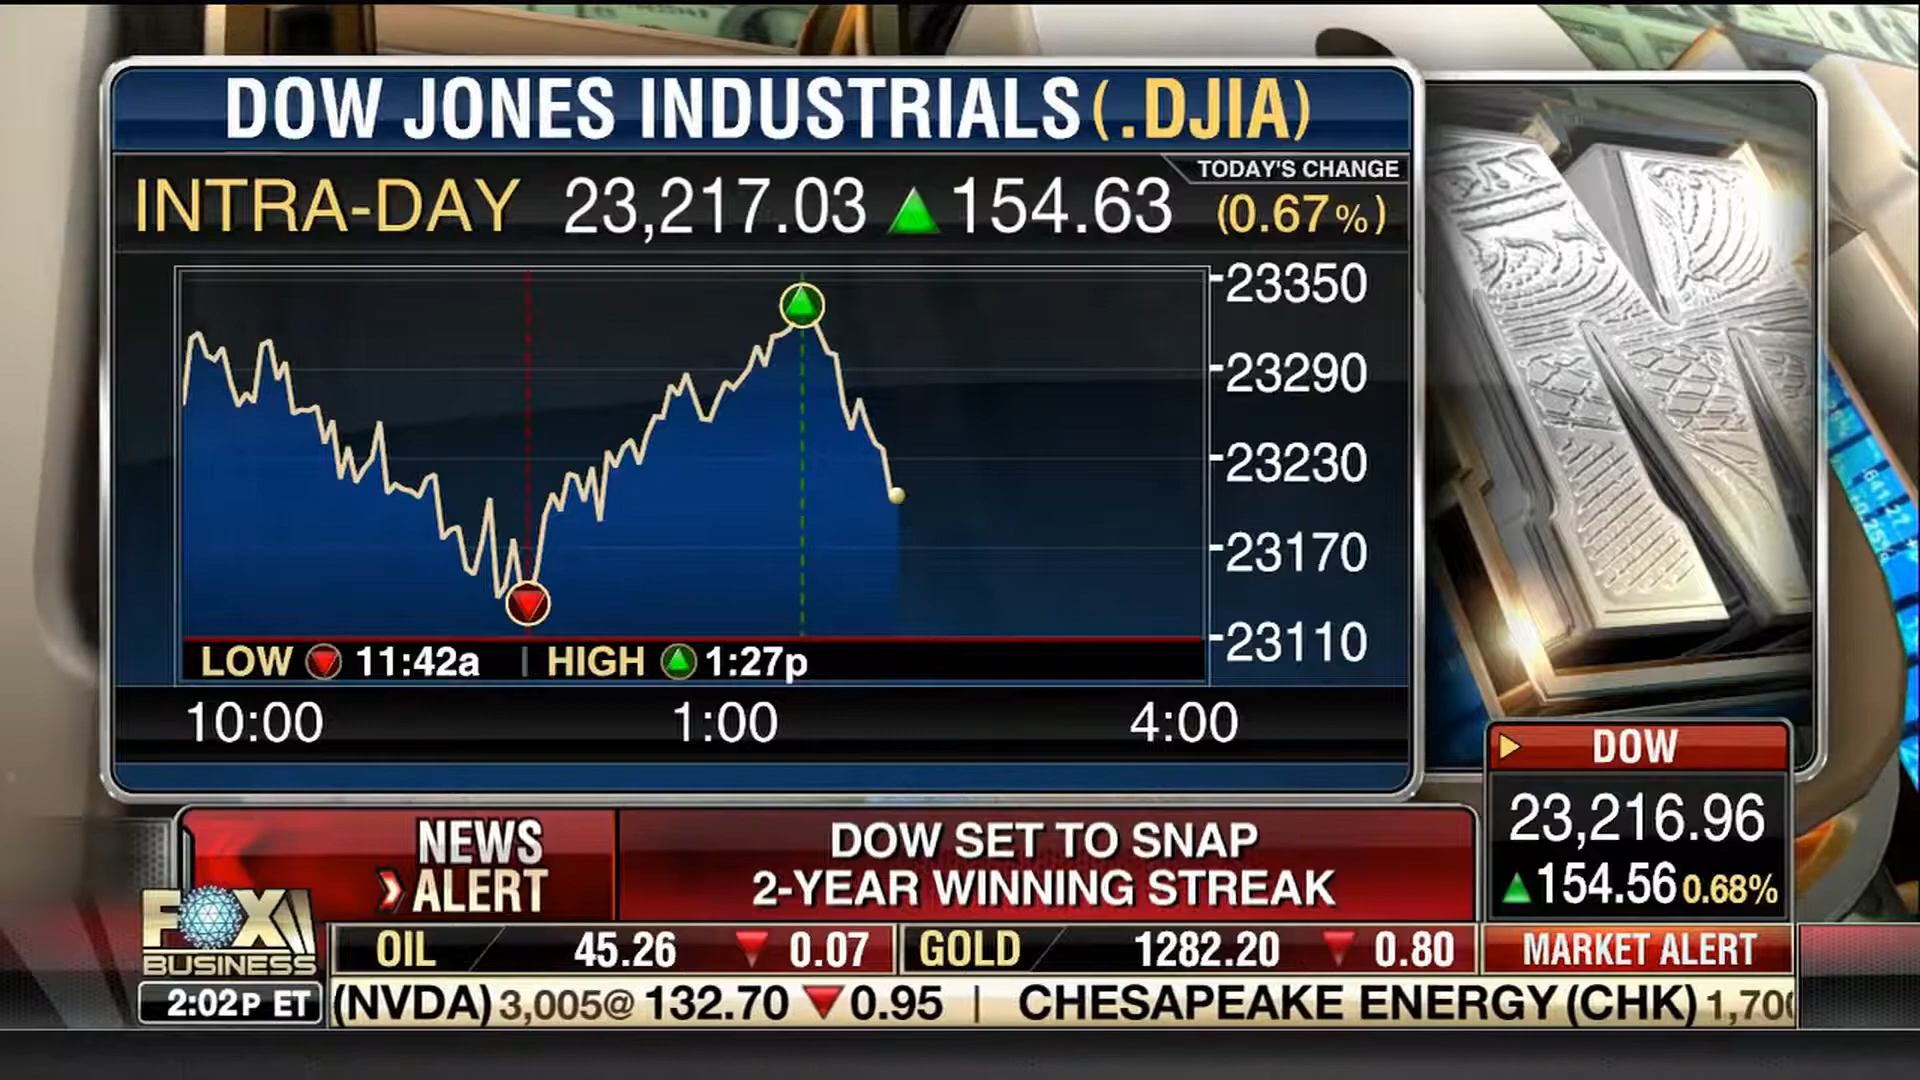 DOW JONES INDUSTRIALS (.DJIA)
TODAY'S CHANGE
INTRA-DAY 23,217.03 ▲ 154.63 (0.67%)
23350
23290
23230
23170
23110
LOW ▼ 11:42a | HIGH ▲ 1:27p
10:00 1:00 4:00
DOW
23,216.96
▲ 154.56 0.68%
MARKET ALERT
NEWS
ALERT
DOW SET TO SNAP
2-YEAR WINNING STREAK
FOX
BUSINESS
2:02P ET
OIL 45.26 ▼ 0.07 GOLD 1282.20 ▼ 0.80
(NVDA) 3,005@ 132.70 ▼ 0.95 | CHESAPEAKE ENERGY (CHK) 1,700